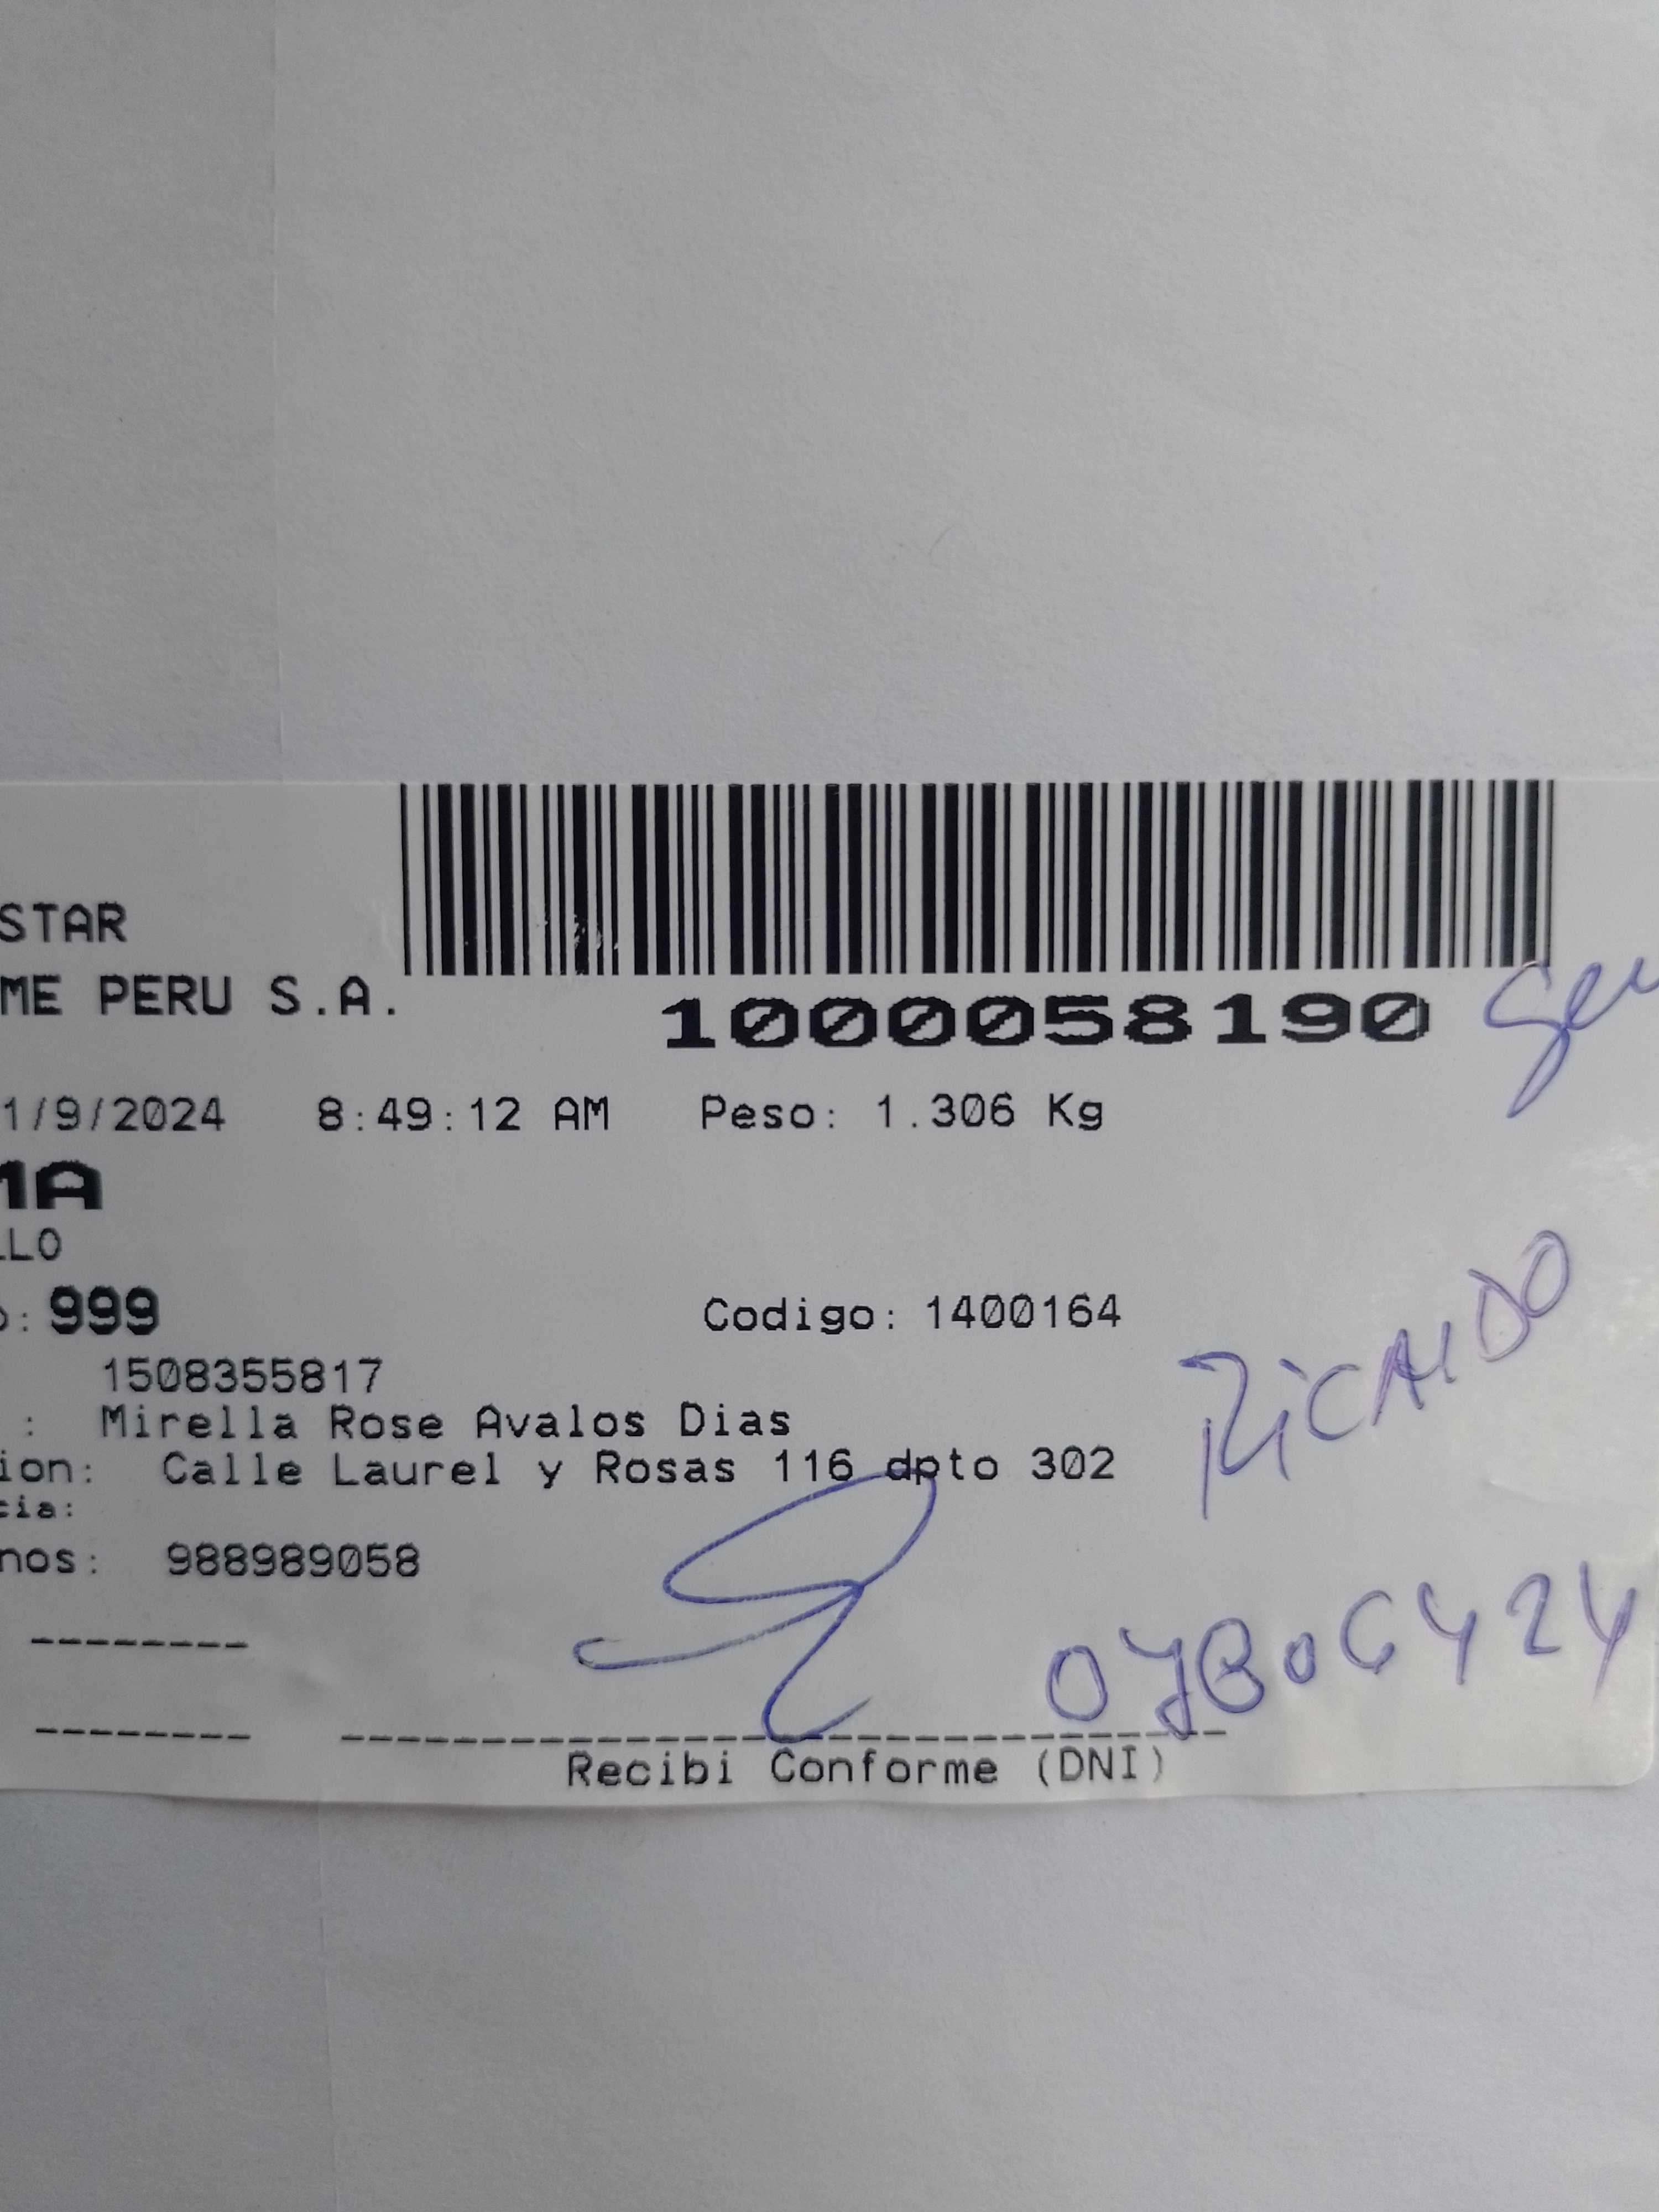 STAR
ME PERU S.A.
1000058190
1/9/2024 8:49:12 AM Peso: 1.306 Kg
MA
LLO
o: 999 Codigo: 1400164
1508355817
: Mirella Rose Avalos Dias
RICARDO
ion: Calle Laurel y Rosas 116 dpto 302
cia:
nos: 988989058
--------
--------
Recibi Conforme (DNI)